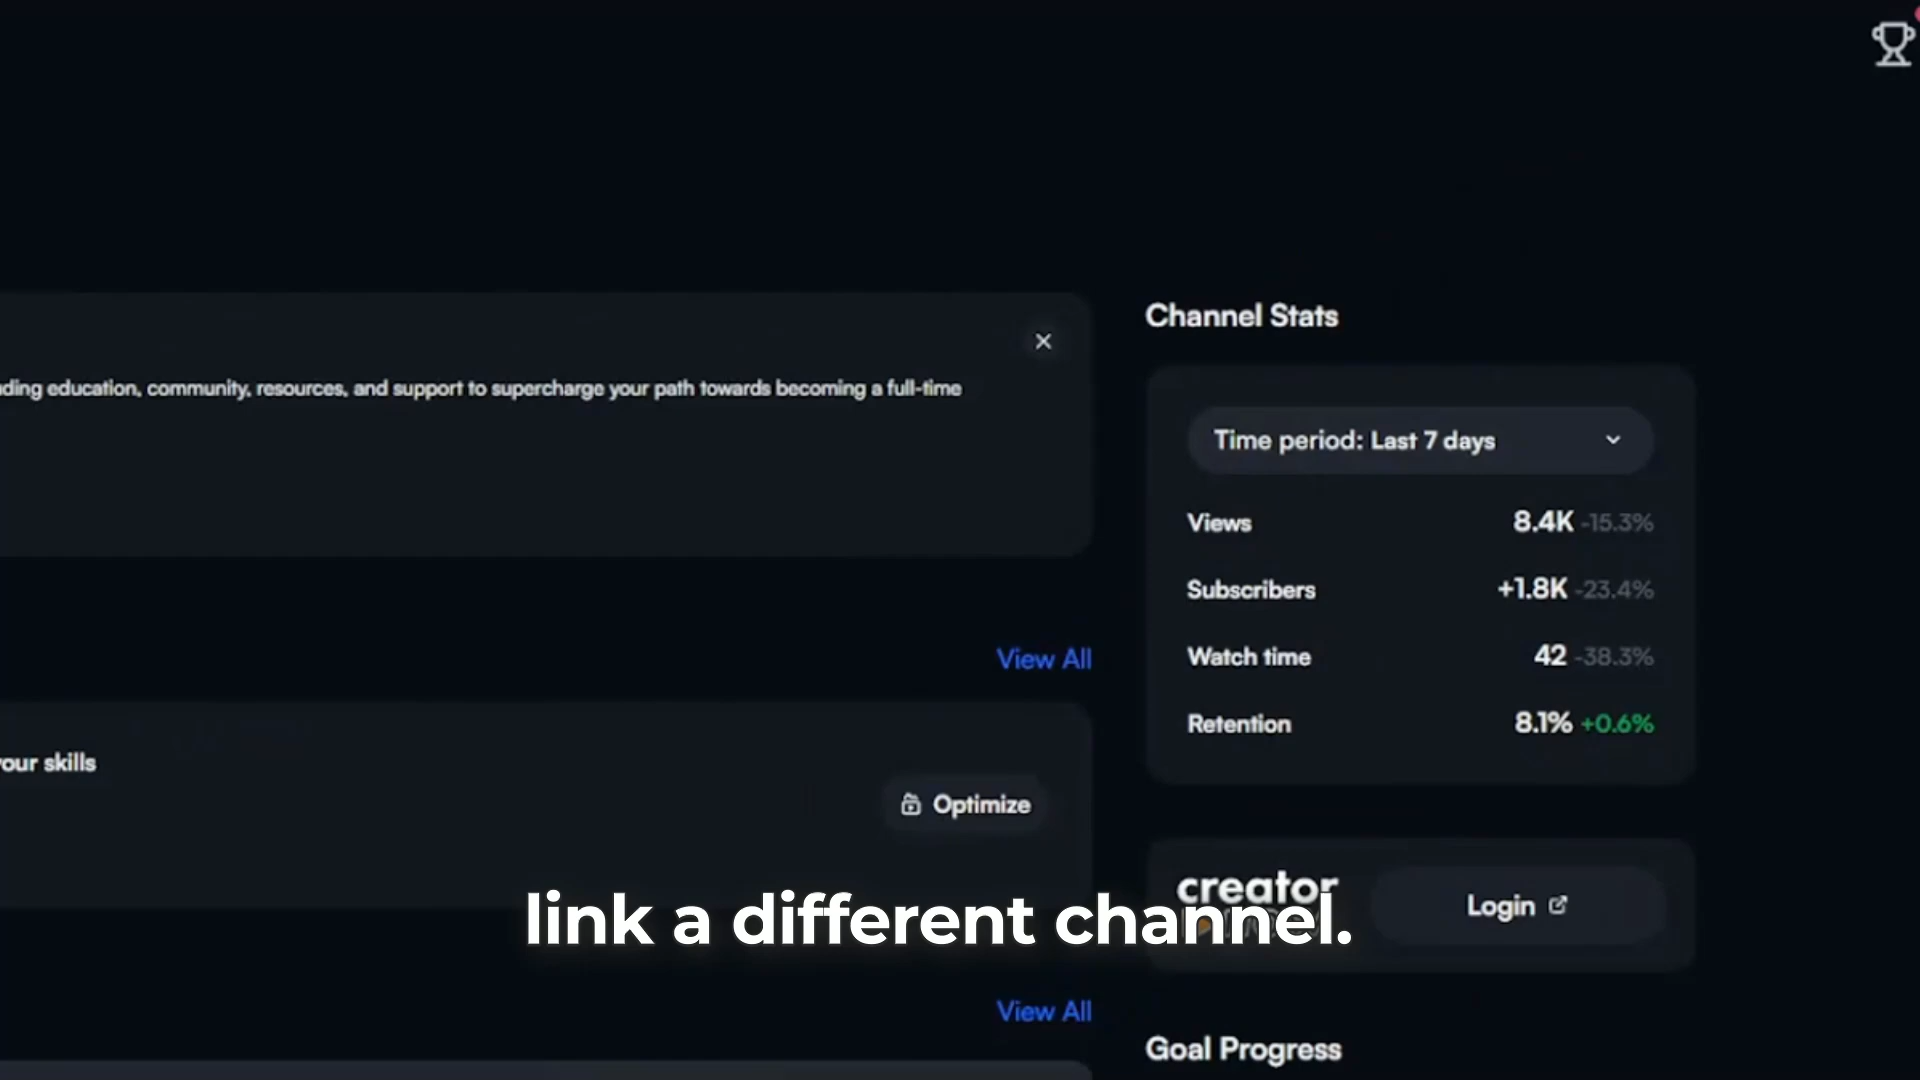 Channel Stats
ding education, community, resources, and support to supercharge your path towards becoming a full-time
Time period: Last 7 days
Views 8.4K -15.3%
Subscribers +1.8K -23.4%
Watch time 42 -38.3%
Retention 8.1% +0.6%
View All
our skills
Optimize
creator
Login
link a different channel.
View All
Goal Progress